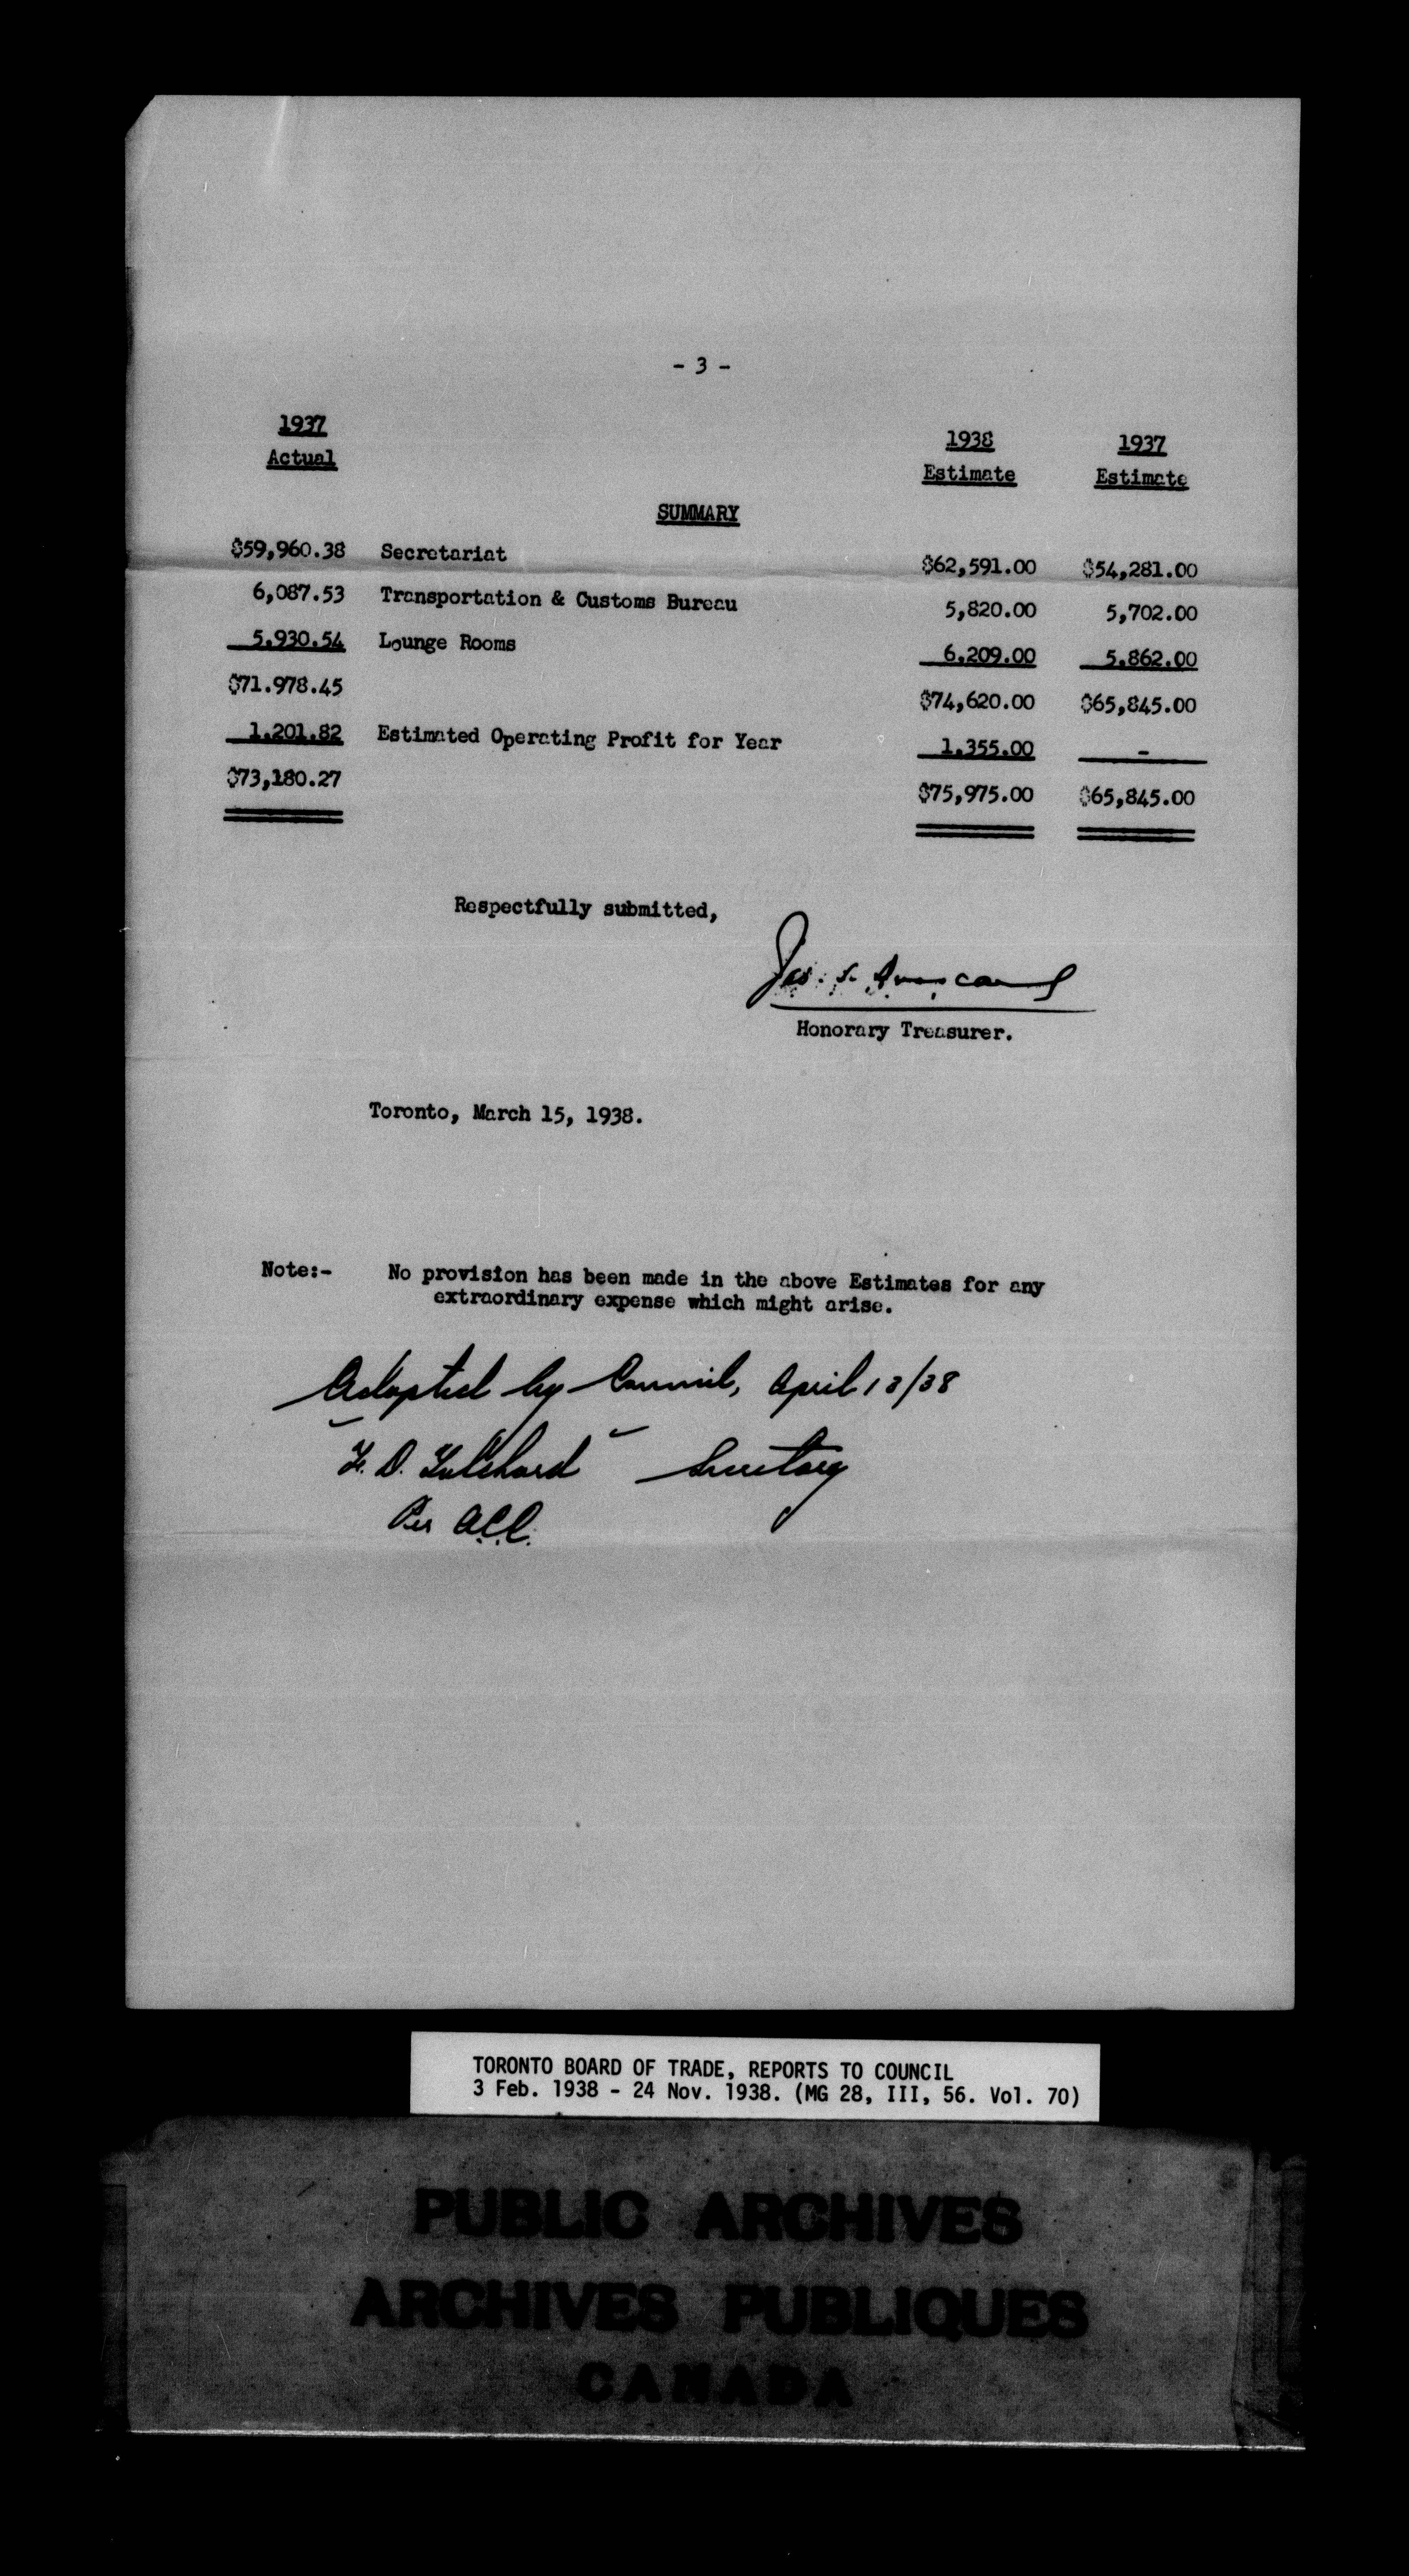 - 3 -
1937 1938 1937
Actual Estimate Estimate
SUMMARY
$59,960.38 Secretariat $62,591.00 $54,281.00
6,087.53 Transportation & Customs Bureau 5,820.00 5,702.00
5,930.54 Lounge Rooms 6,209.00 5,862.00
$71.978.45 $74,620.00 $65,845.00
1,201.82 Estimated Operating Profit for Year 1,355.00 -
$73,180.27 $75,975.00 $65,845.00
Respectfully submitted,
Jas. S.
Honorary Treasurer.
Toronto, March 15, 1938.
Note:- No provision has been made in the above Estimates for any
extraordinary expense which might arise.
Adopted by Council, April 13/38
"F. D. Tolchard" Secretary
Per
TORONTO BOARD OF TRADE, REPORTS TO COUNCIL
3 Feb. 1938 - 24 Nov. 1938. (MG 28, III, 56. Vol. 70)
PUBLIC ARCHIVES
ARCHIVES PUBLIQUES
CANADA